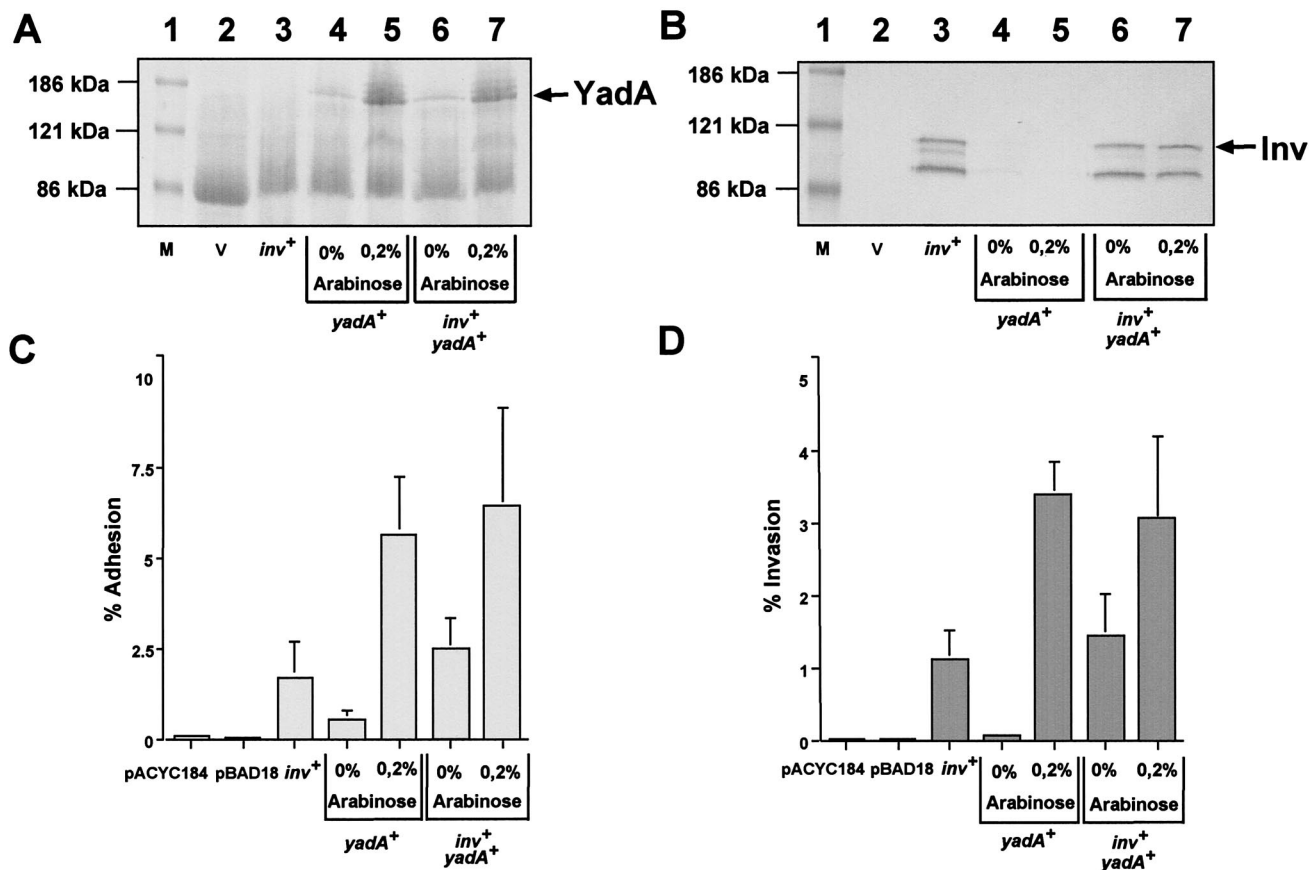 A 1 2 3 4 5 6 7
186 kDa
121 kDa
86 kDa
YadA
M V inv+ 0% 0,2% 0% 0,2%
Arabinose Arabinose
yadA+ inv+
yadA+
B 1 2 3 4 5 6 7
186 kDa
121 kDa
86 kDa
Inv
M V inv+ 0% 0,2% 0% 0,2%
Arabinose Arabinose
yadA+ inv+
yadA+
C
% Adhesion
10
7.5
5
2.5
0
pACYC184 pBAD18 inv+ 0% 0,2% 0% 0,2%
Arabinose Arabinose
yadA+ inv+
yadA+
D
% Invasion
5
4
3
2
1
0
pACYC184 pBAD18 inv+ 0% 0,2% 0% 0,2%
Arabinose Arabinose
yadA+ inv+
yadA+